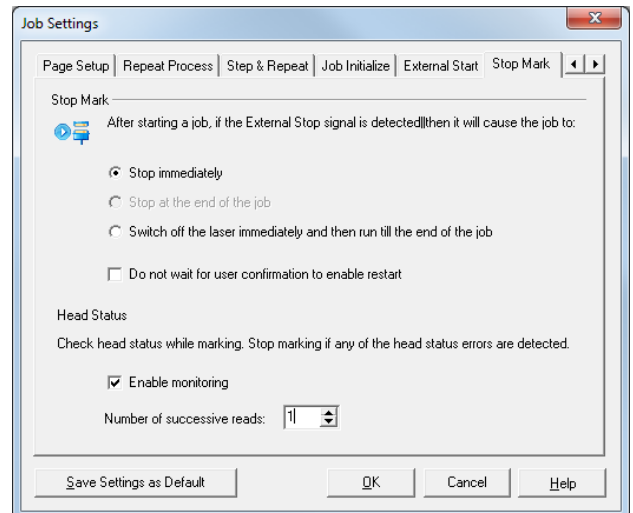 Job Settings
Page Setup Repeat Process Step & Repeat Job Initialize External Start Stop Mark
Stop Mark
After starting a job, if the External Stop signal is detected||then it will cause the job to:
Stop immediately
Stop at the end of the job
Switch off the laser immediately and then run till the end of the job
Do not wait for user confirmation to enable restart
Head Status
Check head status while marking. Stop marking if any of the head status errors are detected.
Enable monitoring
Number of successive reads: 1
Save Settings as Default OK Cancel Help